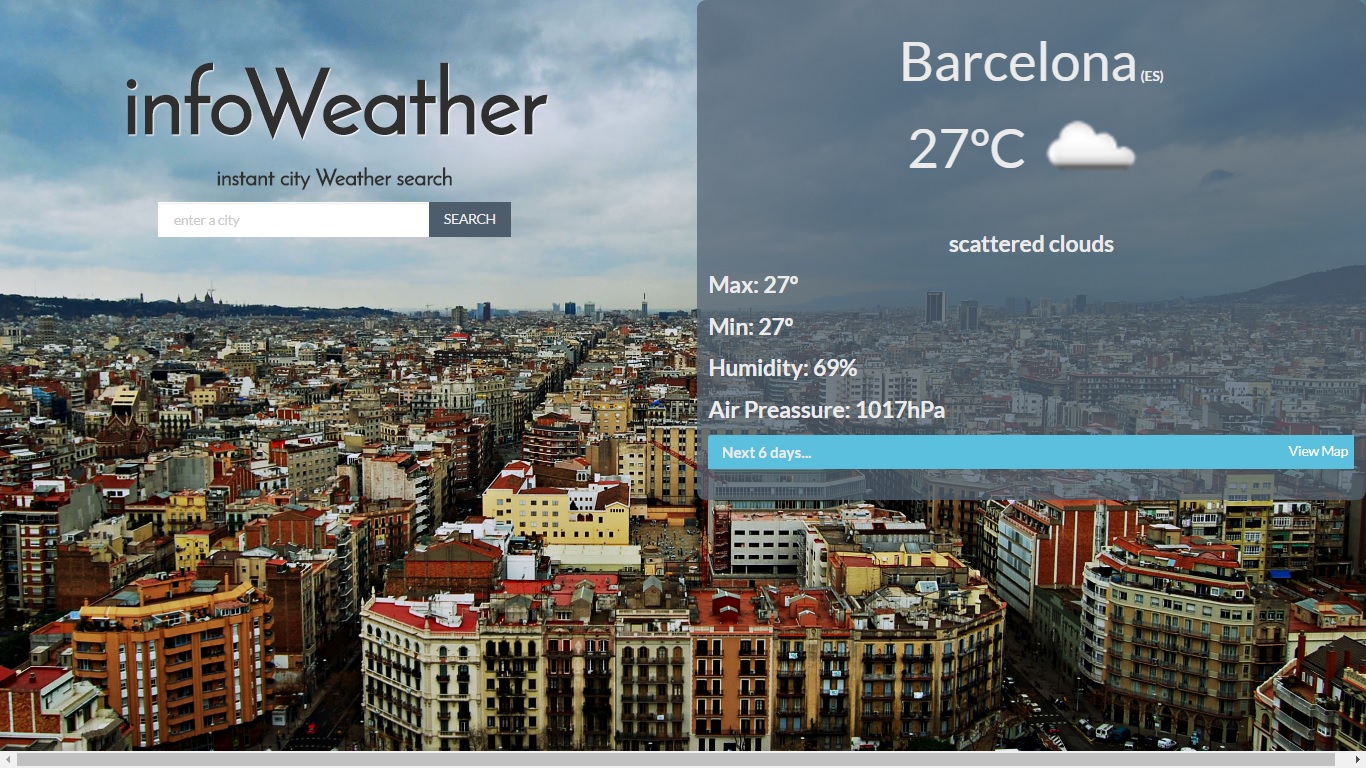 infoWeather
instant city Weather search
enter a city
SEARCH
Barcelona (ES)
27ºC
scattered clouds
Max: 27º
Min: 27º
Humidity: 69%
Air Preassure: 1017hPa
Next 6 days...
View Map